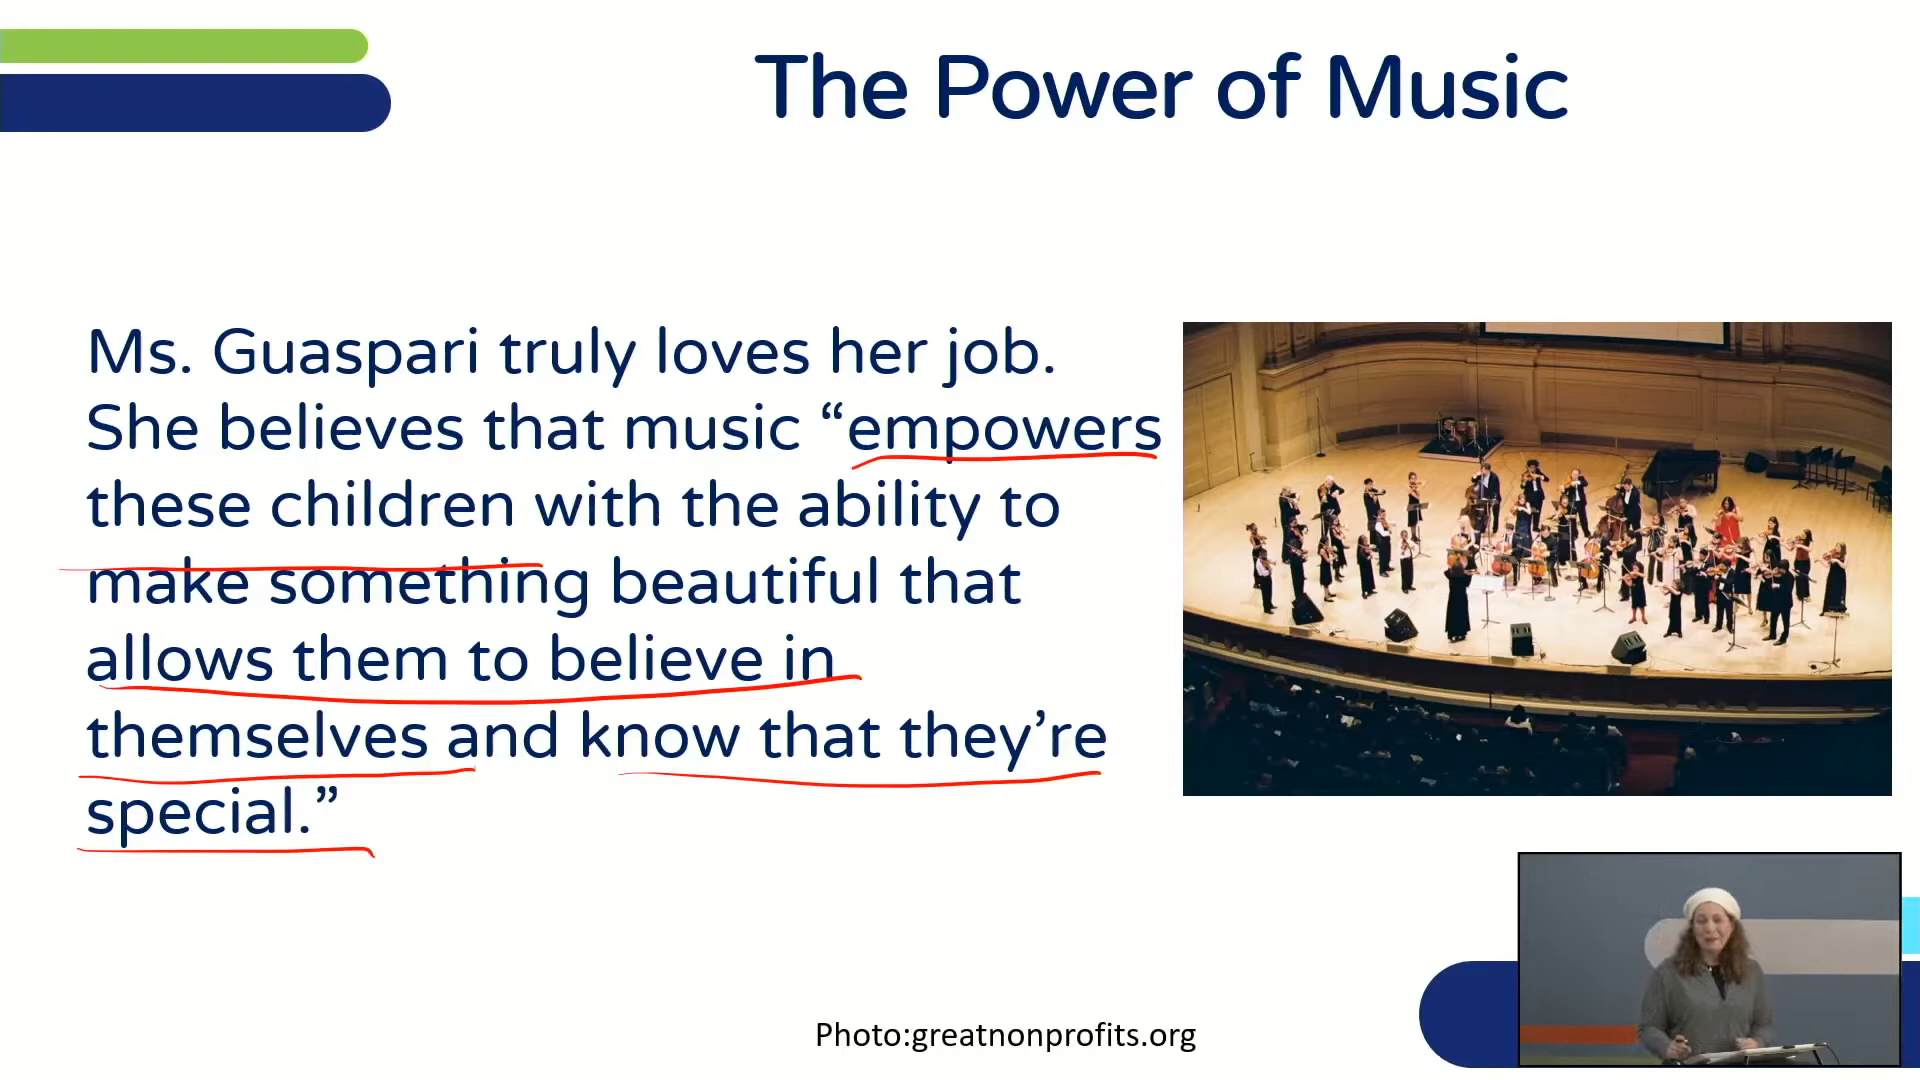 The Power of Music
Ms. Guaspari truly loves her job.
She believes that music “empowers
these children with the ability to
make something beautiful that
allows them to believe in
themselves and know that they’re
special.”
Photo:greatnonprofits.org